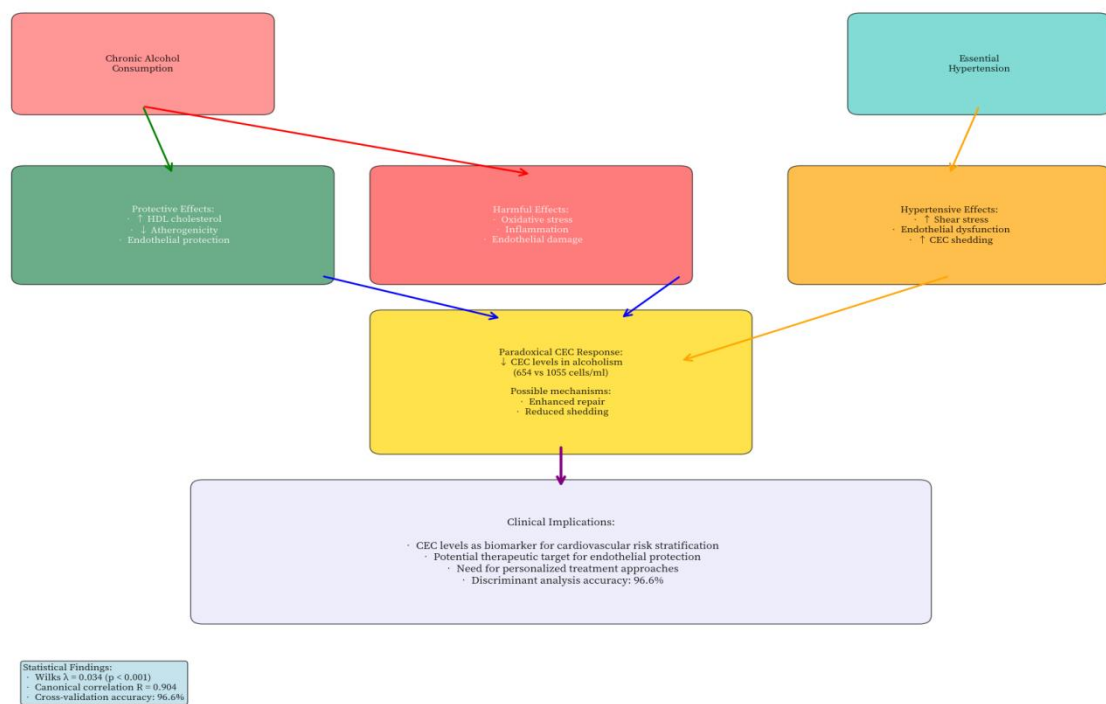 Chronic Alcohol
Consumption
Essential
Hypertension
Protective Effects:
· ↑ HDL cholesterol
· ↓ Atherogenicity
· Endothelial protection
Harmful Effects:
· Oxidative stress
· Inflammation
· Endothelial damage
Hypertensive Effects:
· ↑ Shear stress
· Endothelial dysfunction
· ↑ CEC shedding
Paradoxical CEC Response:
↓ CEC levels in alcoholism
(654 vs 1055 cells/ml)
Possible mechanisms:
· Enhanced repair
· Reduced shedding
Clinical Implications:
· CEC levels as biomarker for cardiovascular risk stratification
· Potential therapeutic target for endothelial protection
· Need for personalized treatment approaches
· Discriminant analysis accuracy: 96.6%
Statistical Findings:
· Wilks λ = 0.034 (p < 0.001)
· Canonical correlation R = 0.904
· Cross-validation accuracy: 96.6%